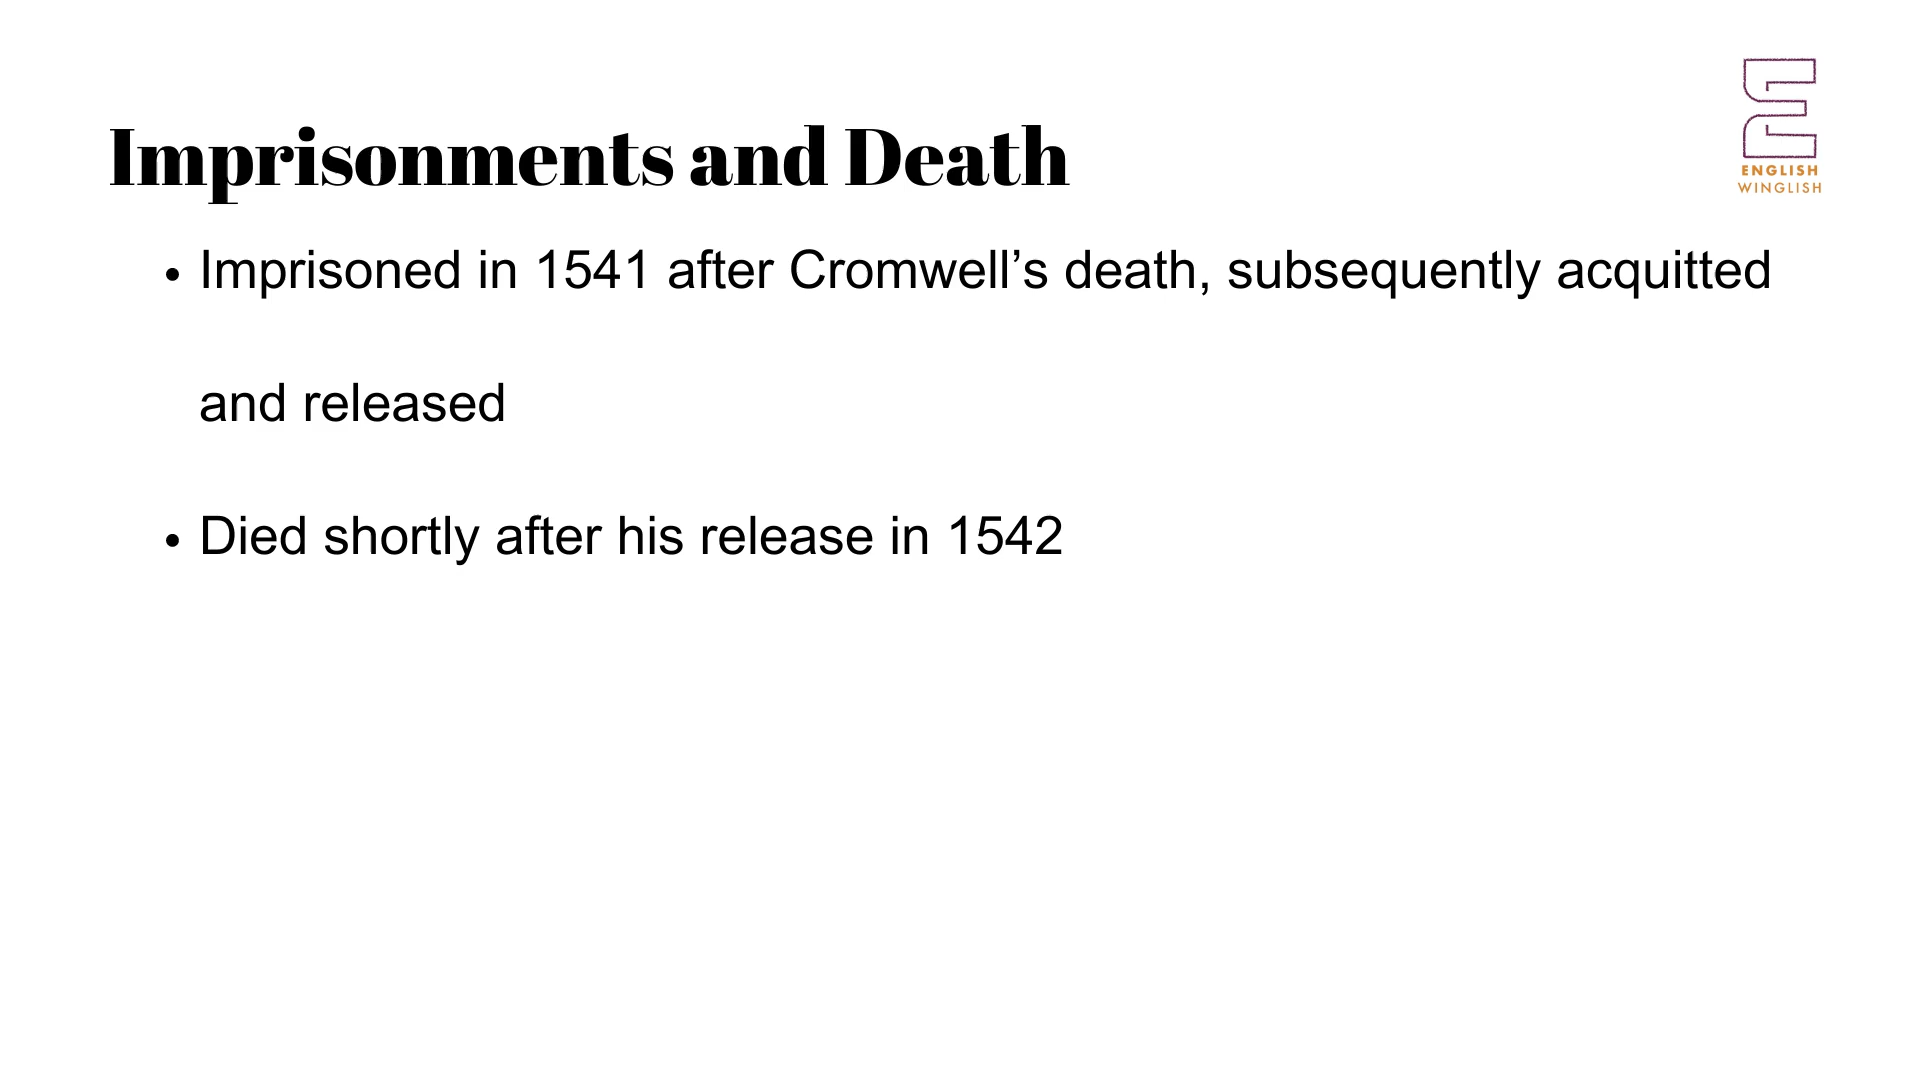 ENGLISH
WINGLISH
Imprisonments and Death
• Imprisoned in 1541 after Cromwell’s death, subsequently acquitted
and released
• Died shortly after his release in 1542